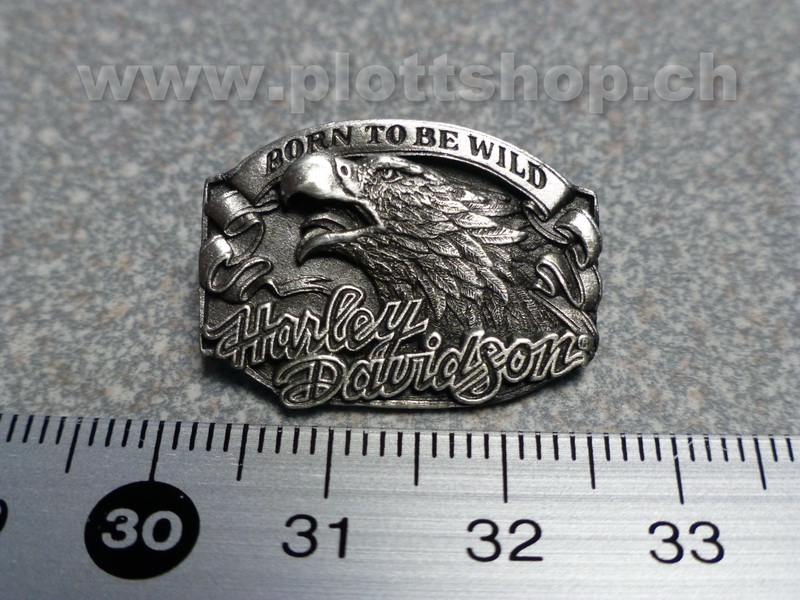 www.plottshop.ch
BORN TO BE WILD
Harley
Davidson®
30 31 32 33